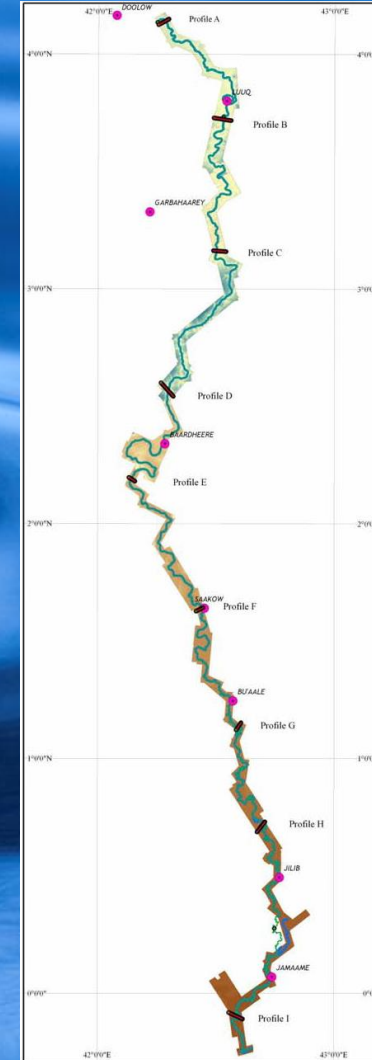 42°0'0"E
43°0'0"E
DOOLOW
Profile A
4°0'0"N
4°0'0"N
LUUQ
Profile B
GARBAHAAREY
Profile C
3°0'0"N
3°0'0"N
Profile D
BAARDHEERE
Profile E
2°0'0"N
2°0'0"N
SAAKOW
Profile F
BU'AALE
Profile G
1°0'0"N
1°0'0"N
Profile H
JILIB
JAMAAME
0°0'0"
0°0'0"
Profile I
42°0'0"E
43°0'0"E